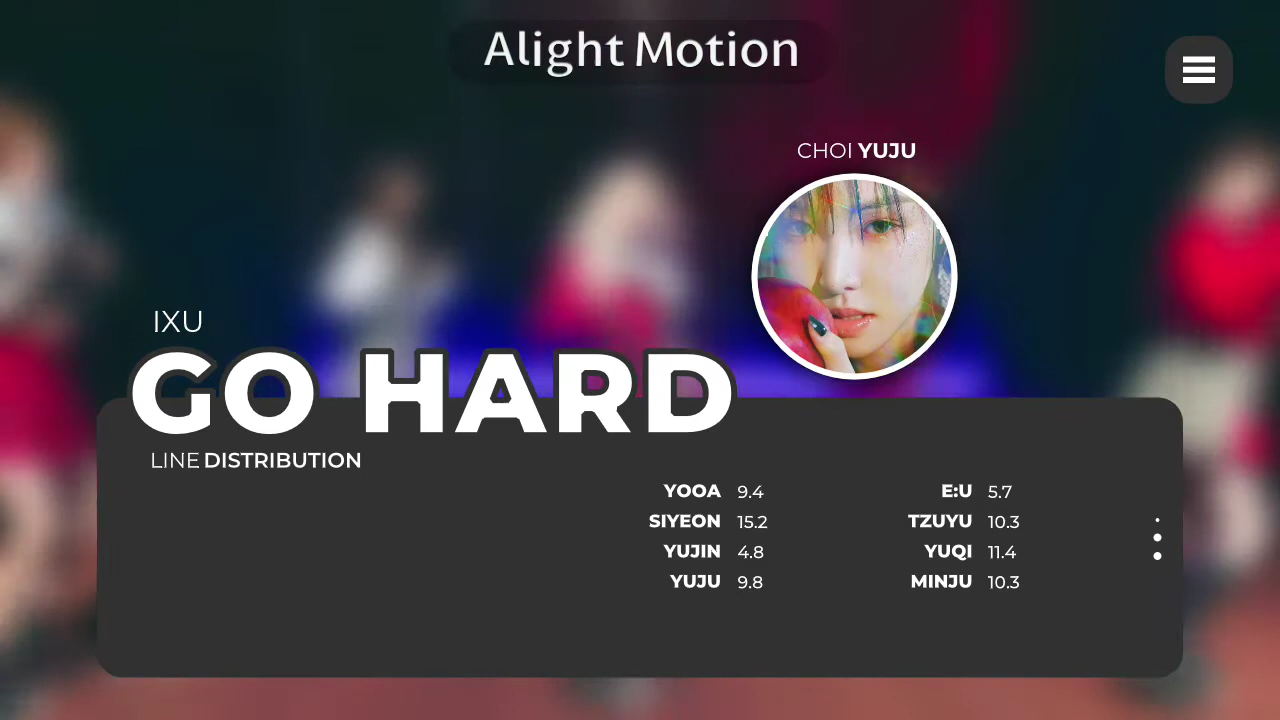 Alight Motion
CHOI YUJU
IXU
GO HARD
LINE DISTRIBUTION
YOOA 9.4
SIYEON 15.2
YUJIN 4.8
YUJU 9.8
E:U 5.7
TZUYU 10.3
YUQI 11.4
MINJU 10.3